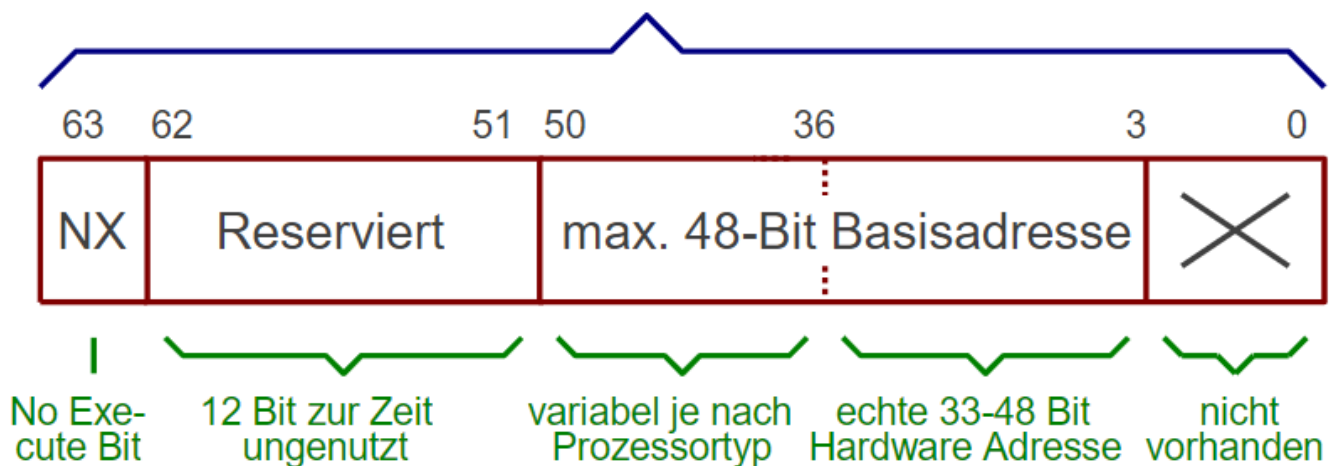 63 62 51 50 36 3 0
NX Reserviert max. 48-Bit Basisadresse
No Exe-
cute Bit
12 Bit zur Zeit
ungenutzt
variabel je nach
Prozessortyp
echte 33-48 Bit
Hardware Adresse
nicht
vorhanden